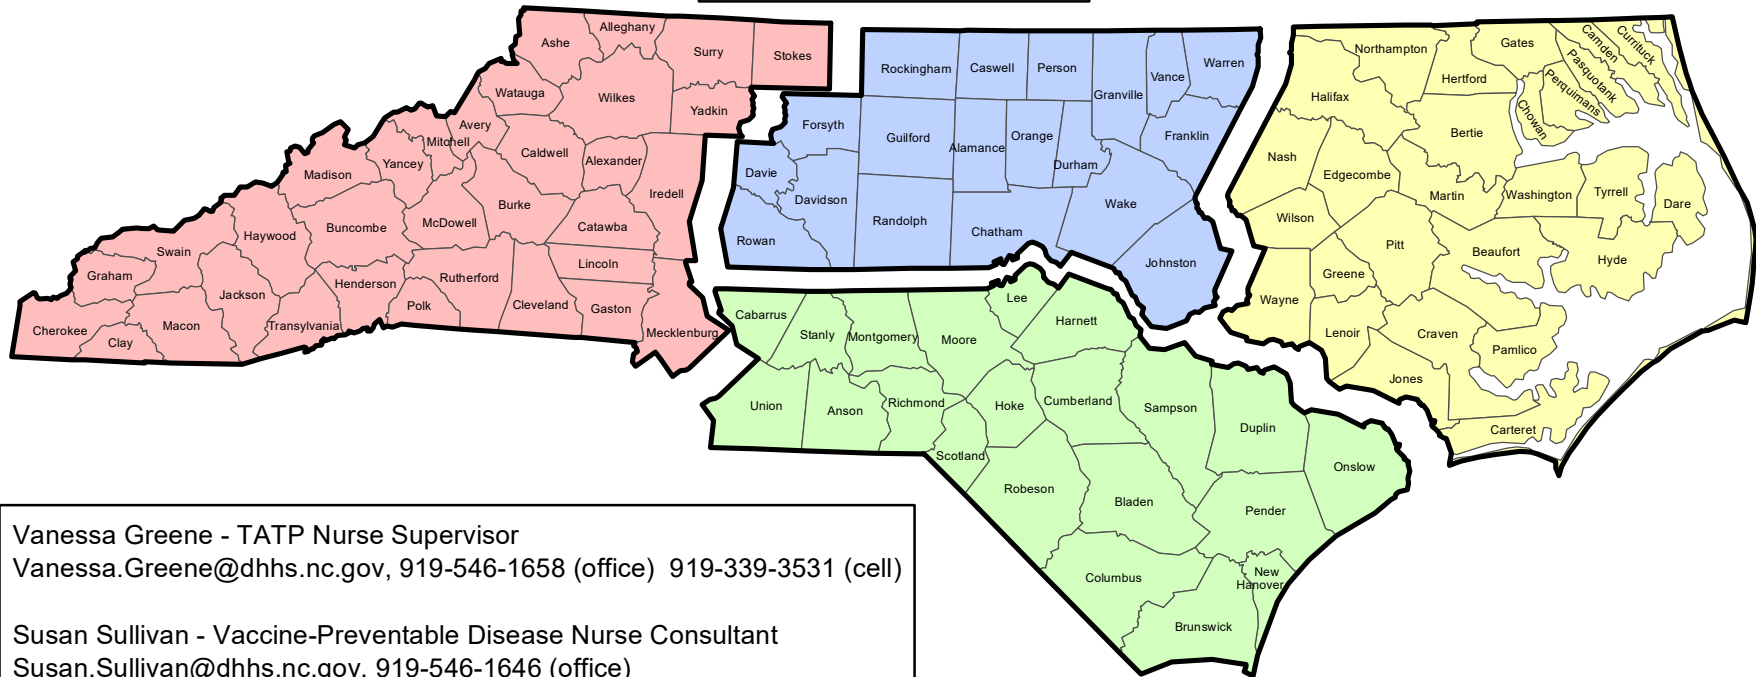 Ashe
Alleghany
Surry
Stokes
Watauga
Wilkes
Yadkin
Avery
Mitchell
Caldwell
Alexander
Yancey
Madison
Iredell
Burke
McDowell
Buncombe
Haywood
Catawba
Swain
Lincoln
Graham
Jackson
Henderson
Rutherford
Polk
Cleveland
Gaston
Cherokee
Clay
Macon
Transylvania
Mecklenburg
Rockingham
Caswell
Person
Granville
Vance
Warren
Forsyth
Guilford
Alamance
Orange
Durham
Franklin
Davie
Davidson
Randolph
Chatham
Wake
Rowan
Johnston
Northampton
Gates
Camden
Currituck
Pasquotank
Perquimans
Chowan
Hertford
Halifax
Bertie
Nash
Edgecombe
Martin
Washington
Tyrrell
Dare
Wilson
Pitt
Beaufort
Hyde
Greene
Wayne
Lenoir
Craven
Pamlico
Jones
Carteret
Cabarrus
Stanly
Montgomery
Moore
Lee
Harnett
Union
Anson
Richmond
Hoke
Cumberland
Sampson
Duplin
Onslow
Scotland
Robeson
Bladen
Pender
Columbus
New
Hanover
Brunswick
Vanessa Greene - TATP Nurse Supervisor
Vanessa.Greene@dhhs.nc.gov, 919-546-1658 (office)  919-339-3531 (cell)
Susan Sullivan - Vaccine-Preventable Disease Nurse Consultant
Susan.Sullivan@dhhs.nc.gov, 919-546-1646 (office)